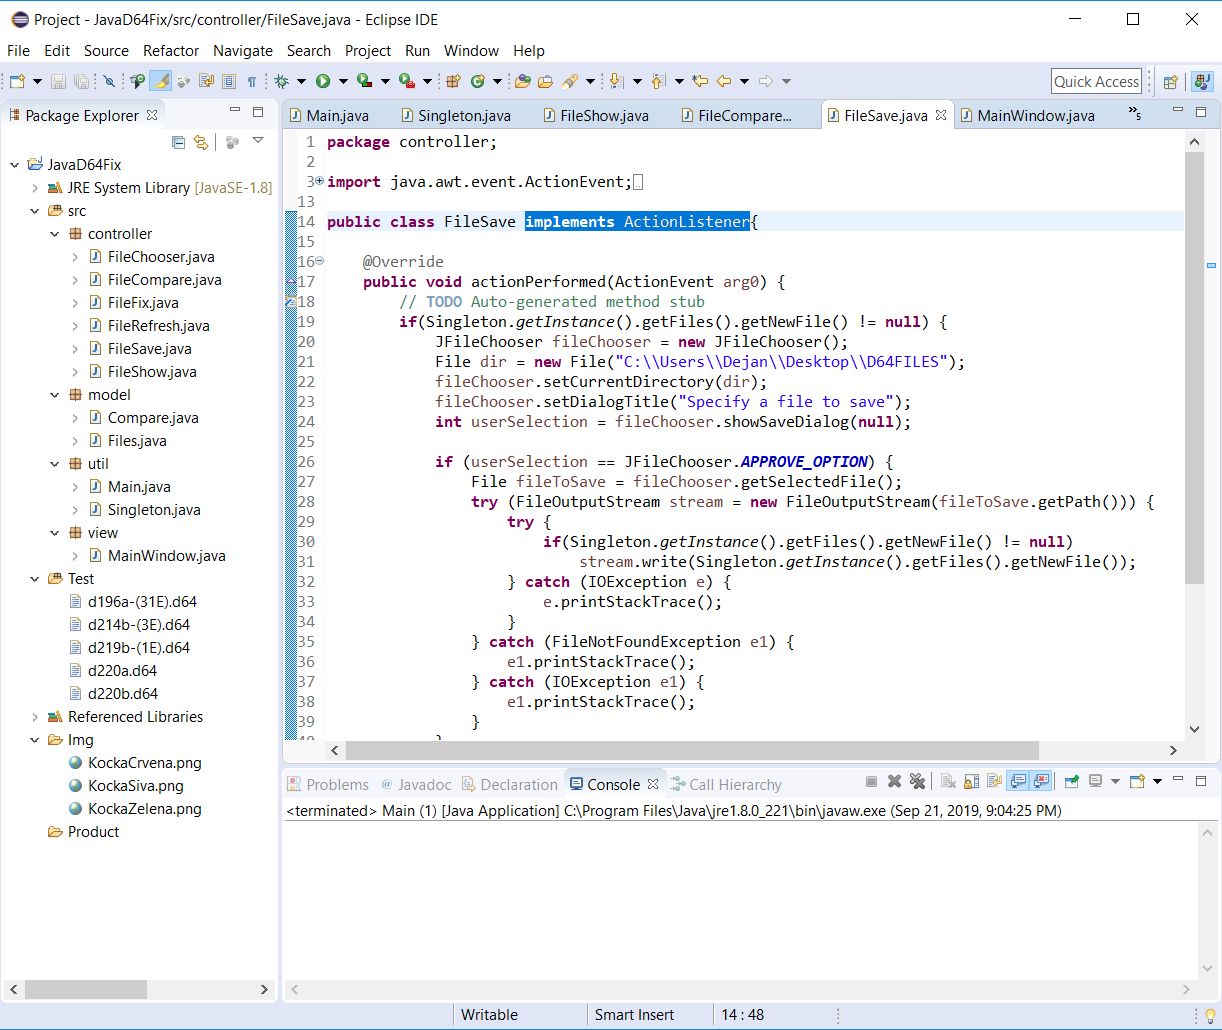 Project - JavaD64Fix/src/controller/FileSave.java - Eclipse IDE
File Edit Source Refactor Navigate Search Project Run Window Help
Quick Access
Package Explorer
JavaD64Fix
JRE System Library [JavaSE-1.8]
src
controller
FileChooser.java
FileCompare.java
FileFix.java
FileRefresh.java
FileSave.java
FileShow.java
model
Compare.java
Files.java
util
Main.java
Singleton.java
view
MainWindow.java
Test
d196a-(31E).d64
d214b-(3E).d64
d219b-(1E).d64
d220a.d64
d220b.d64
Referenced Libraries
Img
KockaCrvena.png
KockaSiva.png
KockaZelena.png
Product
Main.java Singleton.java FileShow.java FileCompare... FileSave.java MainWindow.java »5
1 package controller;
2
3 import java.awt.event.ActionEvent;
13
14 public class FileSave implements ActionListener{
15
16 @Override
17 public void actionPerformed(ActionEvent arg0) {
18 // TODO Auto-generated method stub
19 if(Singleton.getInstance().getFiles().getNewFile() != null) {
20 JFileChooser fileChooser = new JFileChooser();
21 File dir = new File("C:\\Users\\Dejan\\Desktop\\D64FILES");
22 fileChooser.setCurrentDirectory(dir);
23 fileChooser.setDialogTitle("Specify a file to save");
24 int userSelection = fileChooser.showSaveDialog(null);
25
26 if (userSelection == JFileChooser.APPROVE_OPTION) {
27 File fileToSave = fileChooser.getSelectedFile();
28 try (FileOutputStream stream = new FileOutputStream(fileToSave.getPath())) {
29 try {
30 if(Singleton.getInstance().getFiles().getNewFile() != null)
31 stream.write(Singleton.getInstance().getFiles().getNewFile());
32 } catch (IOException e) {
33 e.printStackTrace();
34 }
35 } catch (FileNotFoundException e1) {
36 e1.printStackTrace();
37 } catch (IOException e1) {
38 e1.printStackTrace();
39 }
Problems @ Javadoc Declaration Console Call Hierarchy
<terminated> Main (1) [Java Application] C:\Program Files\Java\jre1.8.0_221\bin\javaw.exe (Sep 21, 2019, 9:04:25 PM)
Writable Smart Insert 14 : 48